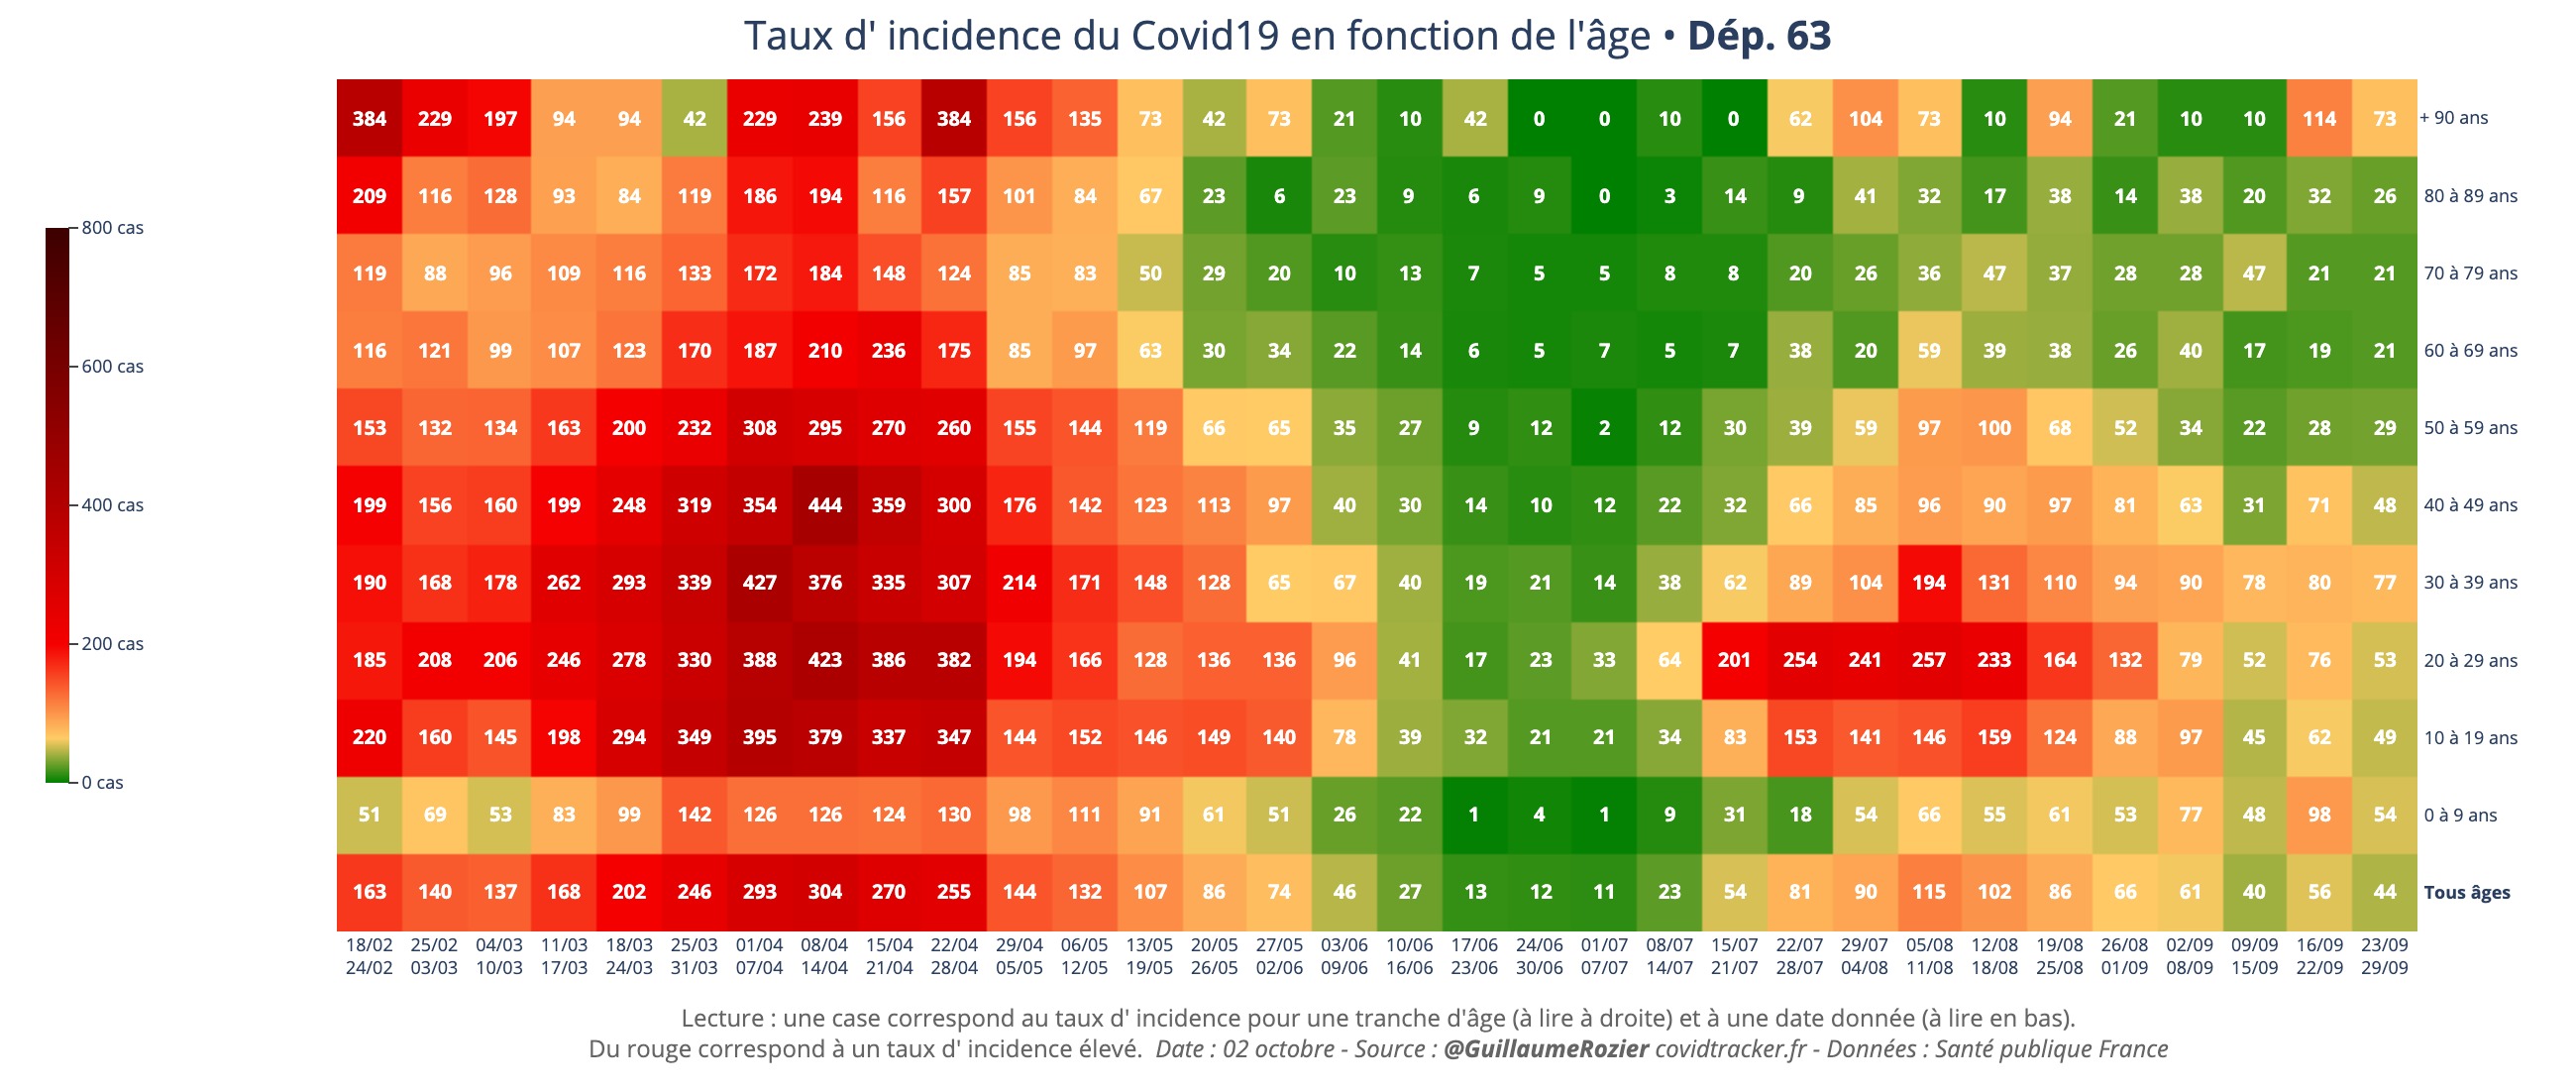 Taux d' incidence du Covid19 en fonction de l'âge • Dép. 63
384 229 197 94 94 42 229 239 156 384 156 135 73 42 73 21 10 42 0 0 10 0 62 104 73 10 94 21 10 10 114 73 + 90 ans
209 116 128 93 84 119 186 194 116 157 101 84 67 23 6 23 9 6 9 0 3 14 9 41 32 17 38 14 38 20 32 26 80 à 89 ans
800 cas
119 88 96 109 116 133 172 184 148 124 85 83 50 29 20 10 13 7 5 5 8 8 20 26 36 47 37 28 28 47 21 21 70 à 79 ans
116 121 99 107 123 170 187 210 236 175 85 97 63 30 34 22 14 6 5 7 5 7 38 20 59 39 38 26 40 17 19 21 60 à 69 ans
600 cas
153 132 134 163 200 232 308 295 270 260 155 144 119 66 65 35 27 9 12 2 12 30 39 59 97 100 68 52 34 22 28 29 50 à 59 ans
400 cas
199 156 160 199 248 319 354 444 359 300 176 142 123 113 97 40 30 14 10 12 22 32 66 85 96 90 97 81 63 31 71 48 40 à 49 ans
190 168 178 262 293 339 427 376 335 307 214 171 148 128 65 67 40 19 21 14 38 62 89 104 194 131 110 94 90 78 80 77 30 à 39 ans
200 cas
185 208 206 246 278 330 388 423 386 382 194 166 128 136 136 96 41 17 23 33 64 201 254 241 257 233 164 132 79 52 76 53 20 à 29 ans
220 160 145 198 294 349 395 379 337 347 144 152 146 149 140 78 39 32 21 21 34 83 153 141 146 159 124 88 97 45 62 49 10 à 19 ans
0 cas
51 69 53 83 99 142 126 126 124 130 98 111 91 61 51 26 22 1 4 1 9 31 18 54 66 55 61 53 77 48 98 54 0 à 9 ans
163 140 137 168 202 246 293 304 270 255 144 132 107 86 74 46 27 13 12 11 23 54 81 90 115 102 86 66 61 40 56 44 Tous âges
18/02 25/02 04/03 11/03 18/03 25/03 01/04 08/04 15/04 22/04 29/04 06/05 13/05 20/05 27/05 03/06 10/06 17/06 24/06 01/07 08/07 15/07 22/07 29/07 05/08 12/08 19/08 26/08 02/09 09/09 16/09 23/09
24/02 03/03 10/03 17/03 24/03 31/03 07/04 14/04 21/04 28/04 05/05 12/05 19/05 26/05 02/06 09/06 16/06 23/06 30/06 07/07 14/07 21/07 28/07 04/08 11/08 18/08 25/08 01/09 08/09 15/09 22/09 29/09
Lecture : une case correspond au taux d' incidence pour une tranche d'âge (à lire à droite) et à une date donnée (à lire en bas).
Du rouge correspond à un taux d' incidence élevé. Date : 02 octobre - Source : @GuillaumeRozier covidtracker.fr - Données : Santé publique France